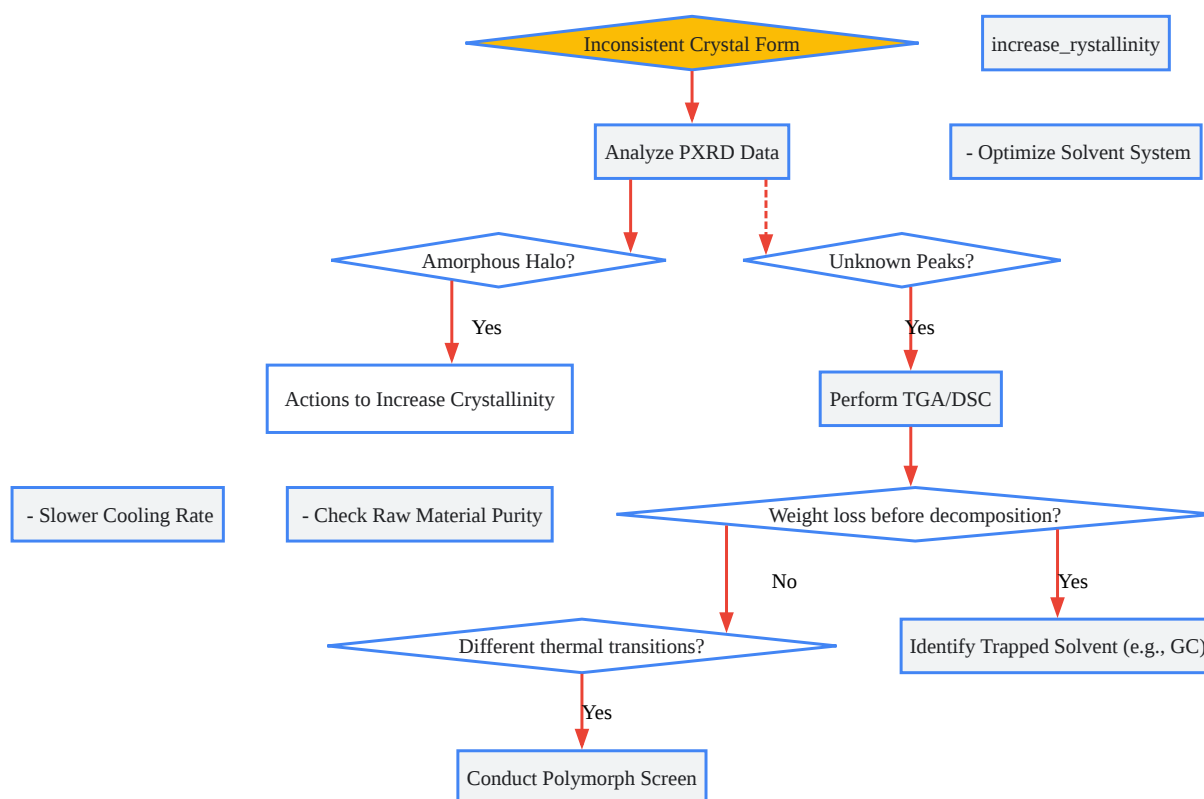 Inconsistent Crystal Form
increase_rystallinity
Analyze PXRD Data
- Optimize Solvent System
Amorphous Halo?
Unknown Peaks?
Yes
Yes
Actions to Increase Crystallinity
Perform TGA/DSC
- Slower Cooling Rate
- Check Raw Material Purity
Weight loss before decomposition?
No
Yes
Different thermal transitions?
Identify Trapped Solvent (e.g., GC)
Yes
Conduct Polymorph Screen